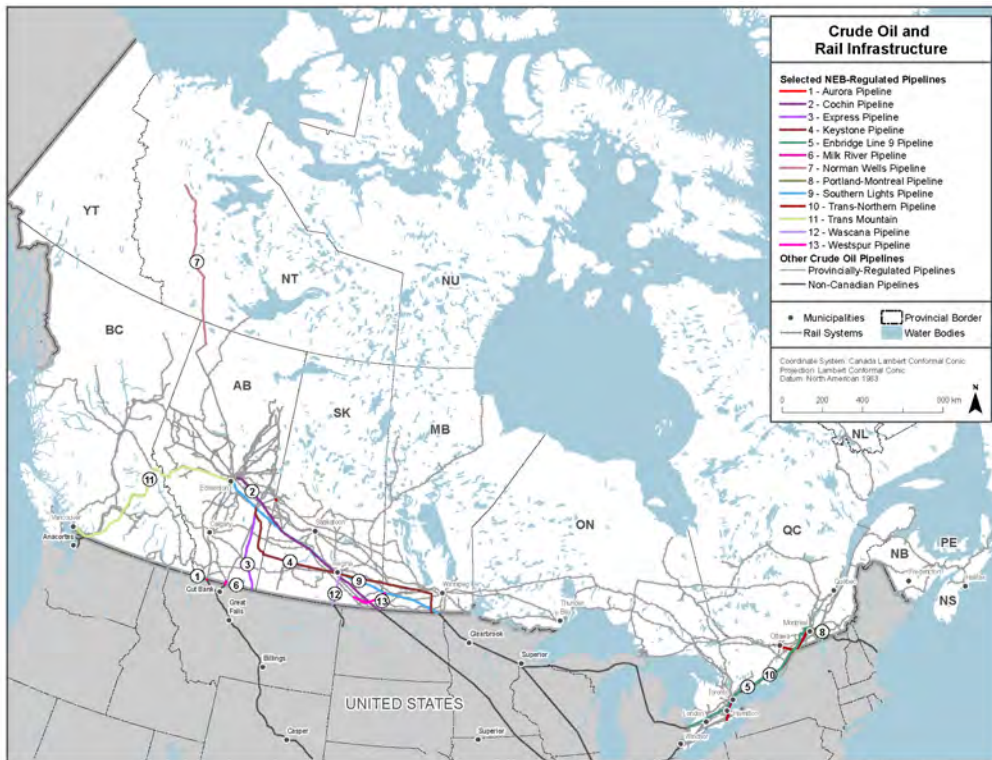 Crude Oil and
Rail Infrastructure
Selected NEB-Regulated Pipelines
1 - Aurora Pipeline
2 - Cochin Pipeline
3 - Express Pipeline
4 - Keystone Pipeline
5 - Enbridge Line 9 Pipeline
6 - Milk River Pipeline
7 - Norman Wells Pipeline
8 - Portland-Montreal Pipeline
9 - Southern Lights Pipeline
10 - Trans-Northern Pipeline
11 - Trans Mountain
12 - Wascana Pipeline
13 - Westspur Pipeline
Other Crude Oil Pipelines
Provincially-Regulated Pipelines
Non-Canadian Pipelines
Municipalities
Provincial Border
Rail Systems
Water Bodies
Coordinate System: Canada Lambert Conformal Conic
Projection: Lambert Conformal Conic
Datum: North American 1983
N
0 200 400 800 km
YT
7
NT
NU
BC
AB
SK
MB
NL
ON
QC
PE
NB
NS
11
Edmonton
2
Vancouver
Anacortes
Calgary
Saskatoon
4
3
9
1
6
12
13
Cut Bank
Great
Falls
Winnipeg
Thunder
Bay
Clearbrook
Superior
Billings
UNITED STATES
Casper
Superior
Québec
Fredericton
Halifax
Montreal
8
Ottawa
10
5
Toronto
London
Hamilton
Windsor